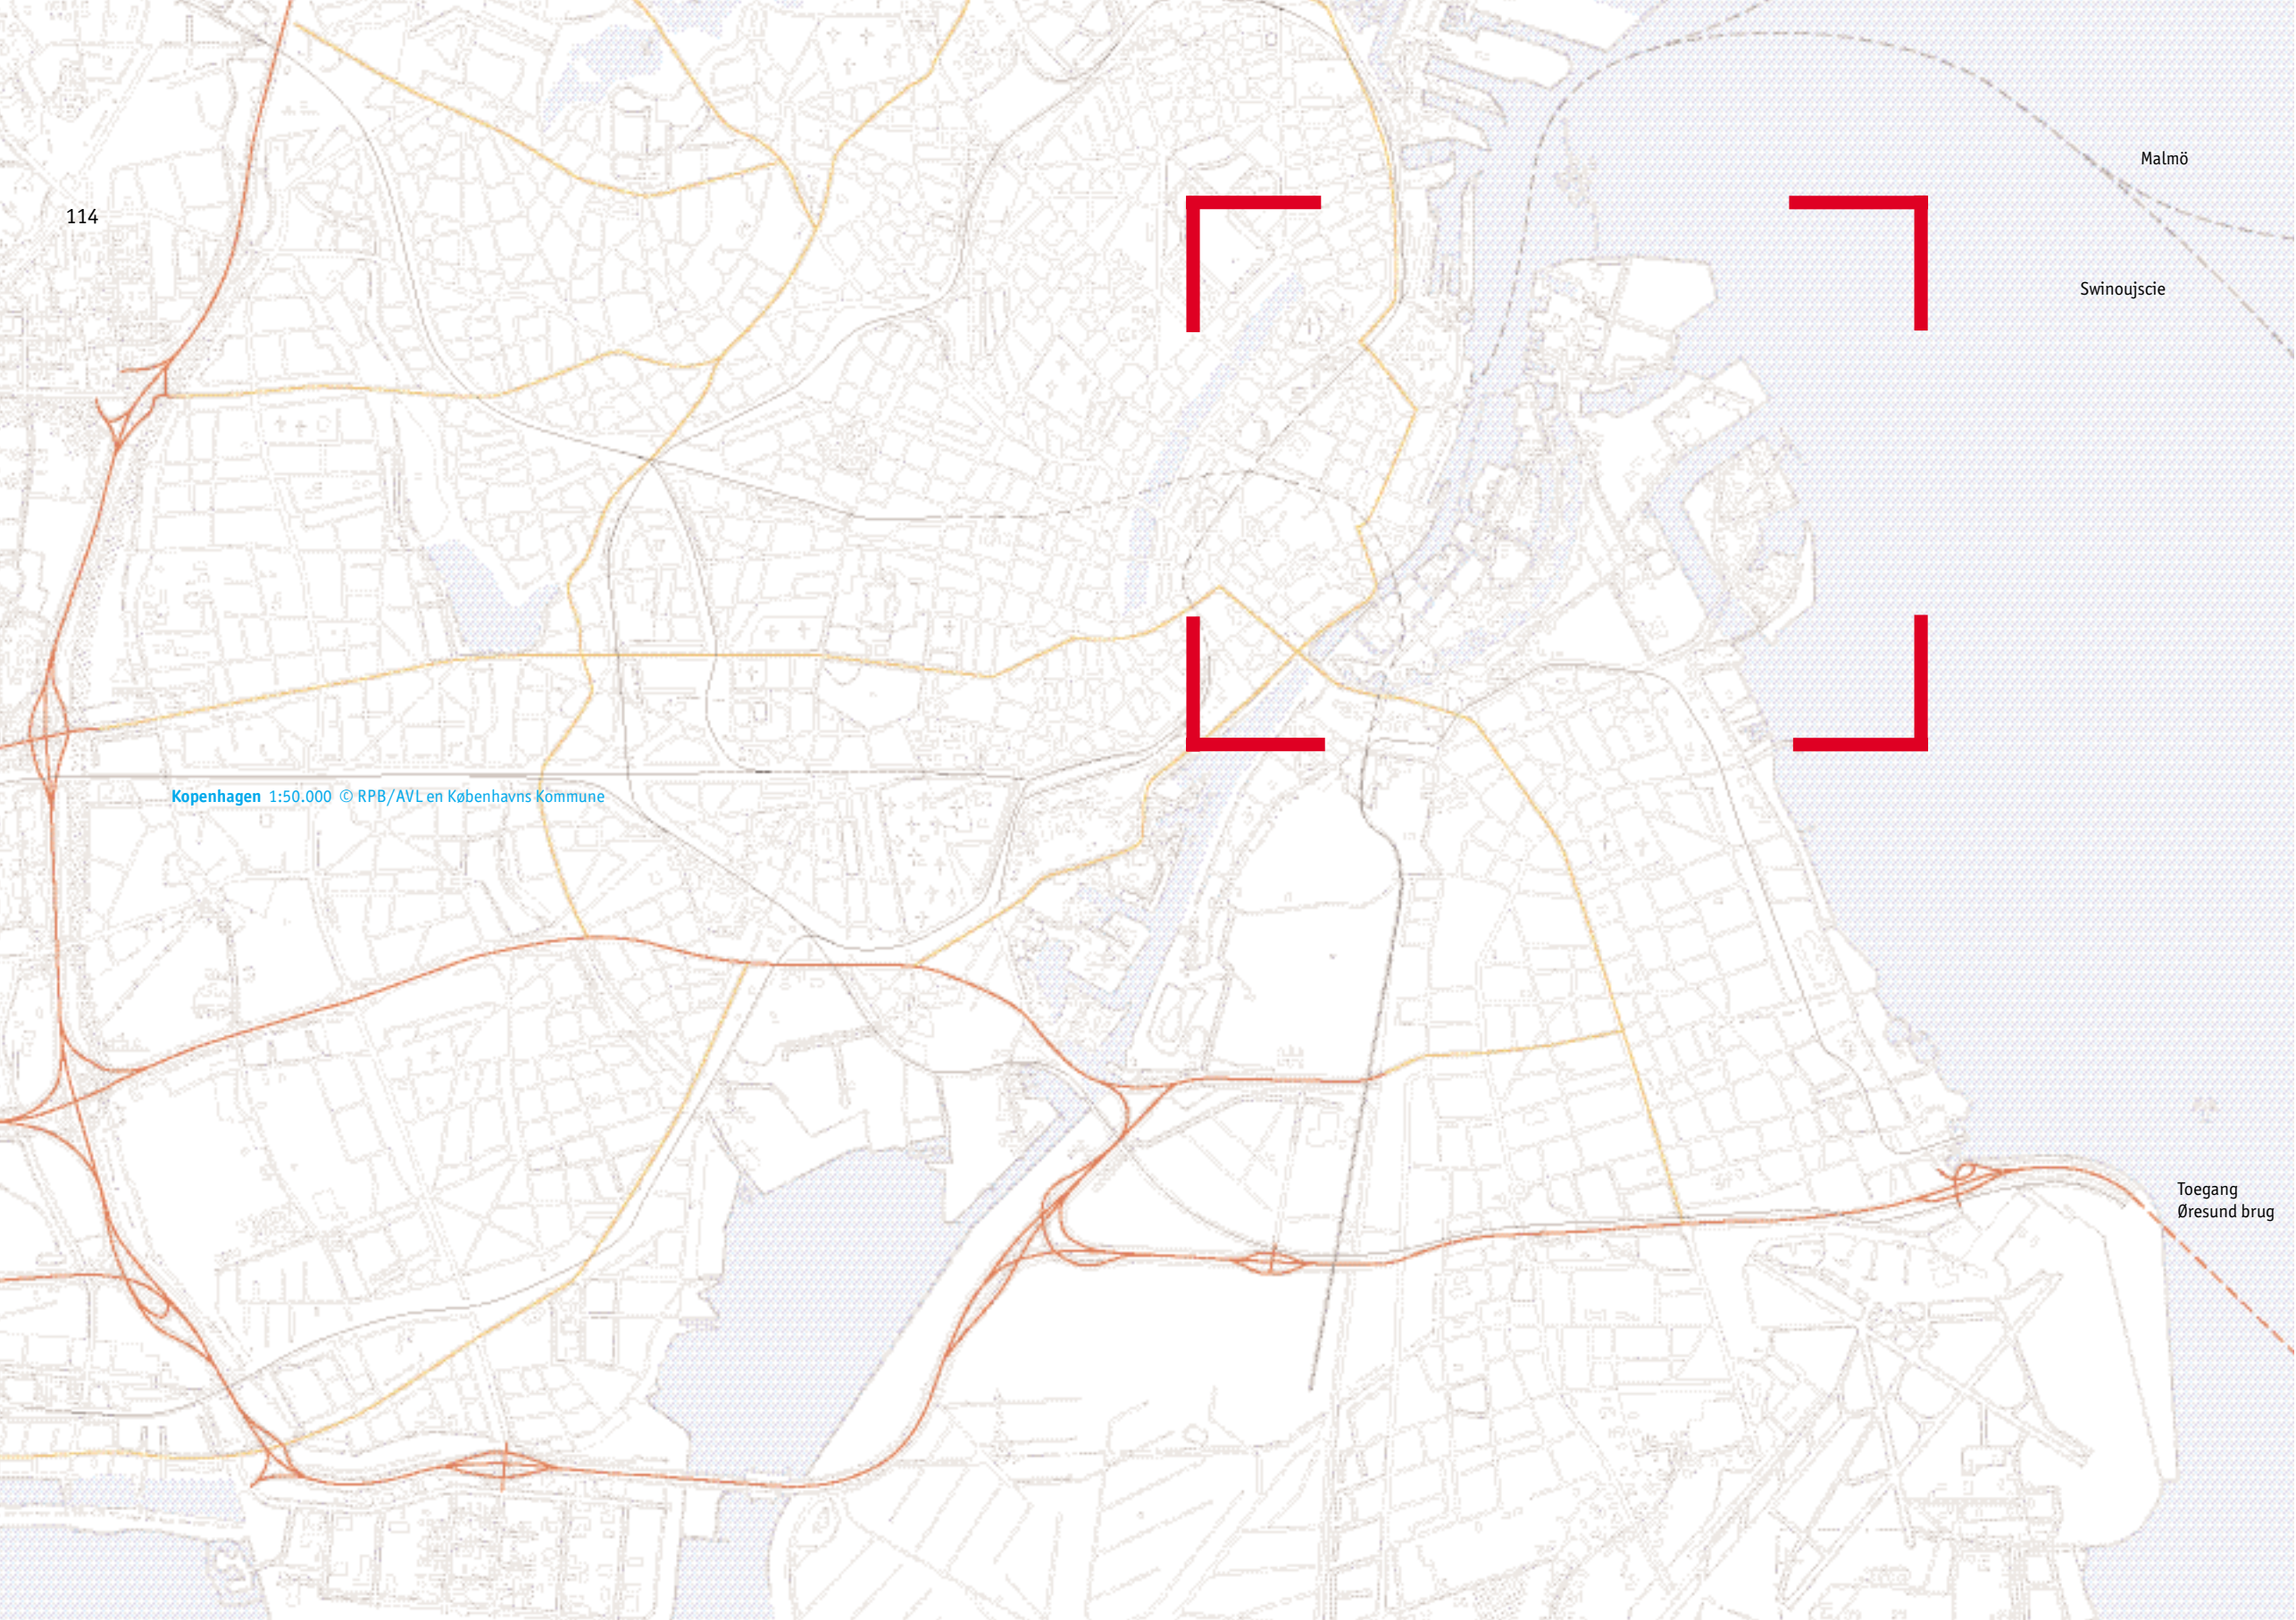 Malmö
114
Swinoujscie
Kopenhagen 1:50.000 © RPB/AVL en Københavns Kommune
Toegang
Øresund brug